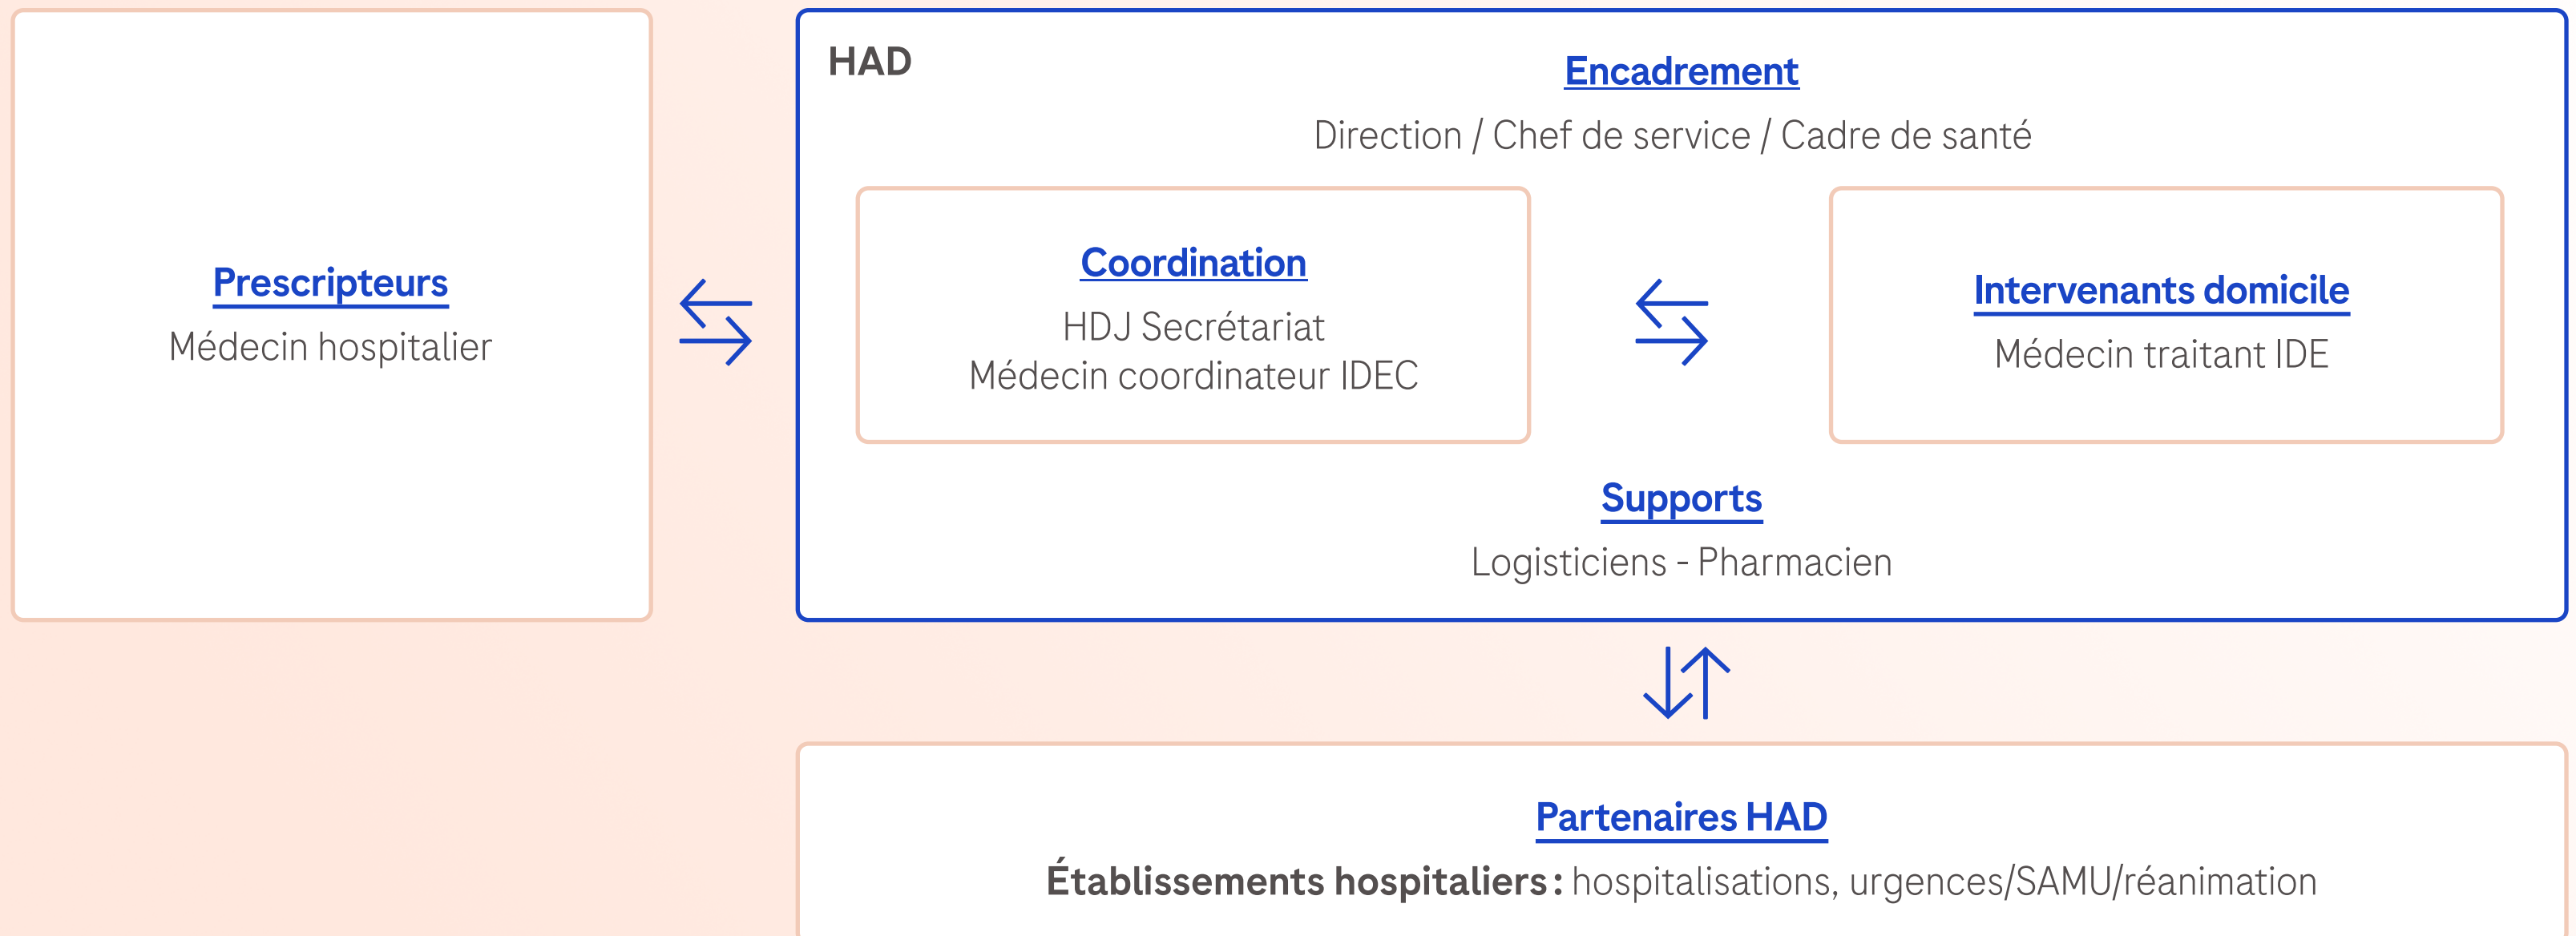 Prescripteurs
Médecin hospitalier
HAD
Encadrement
Direction / Chef de service / Cadre de santé
Coordination
HDJ Secrétariat
Médecin coordinateur IDEC
Intervenants domicile
Médecin traitant IDE
Supports
Logisticiens - Pharmacien
Partenaires HAD
Établissements hospitaliers : hospitalisations, urgences/SAMU/réanimation